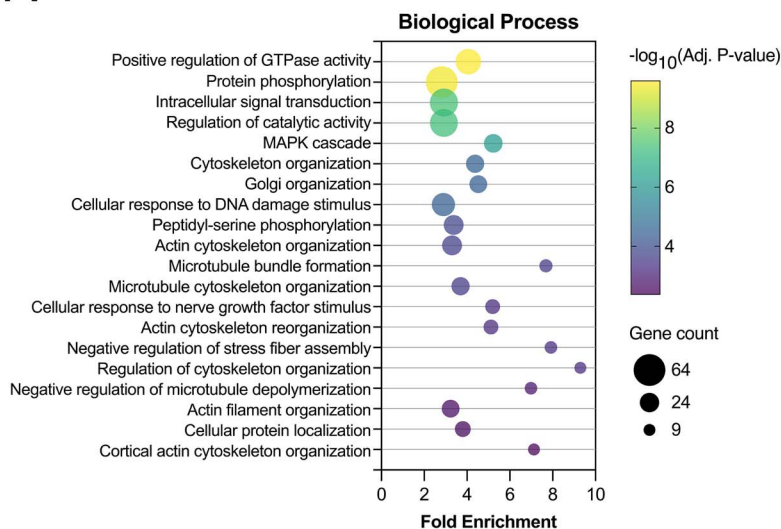 Biological Process
Positive regulation of GTPase activity
Protein phosphorylation
Intracellular signal transduction
Regulation of catalytic activity
MAPK cascade
Cytoskeleton organization
Golgi organization
Cellular response to DNA damage stimulus
Peptidyl-serine phosphorylation
Actin cytoskeleton organization
Microtubule bundle formation
Microtubule cytoskeleton organization
Cellular response to nerve growth factor stimulus
Actin cytoskeleton reorganization
Negative regulation of stress fiber assembly
Regulation of cytoskeleton organization
Negative regulation of microtubule depolymerization
Actin filament organization
Cellular protein localization
Cortical actin cytoskeleton organization
0 2 4 6 8 10
Fold Enrichment
-log10(Adj. P-value)
8
6
4
Gene count
64
24
9